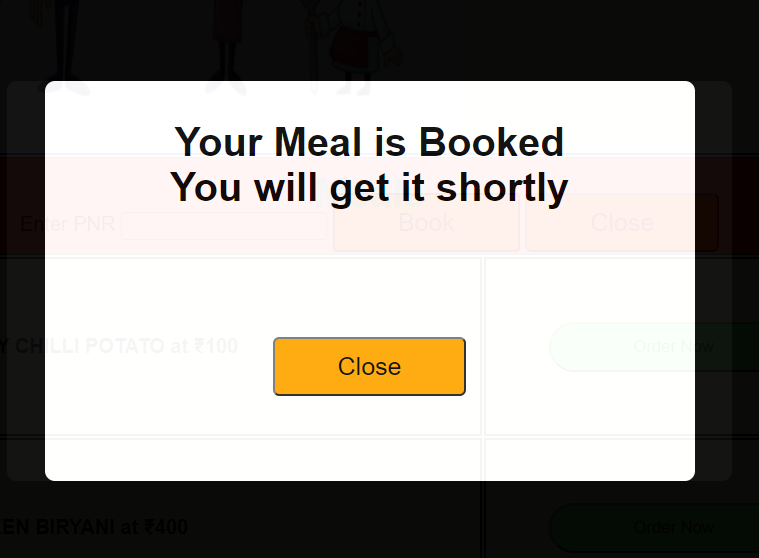 Your Meal is Booked
You will get it shortly
Enter PNR
Book
Close
Y CHILLI POTATO at ₹100
Order Now
Close
EN BIRYANI at ₹400
Order Now